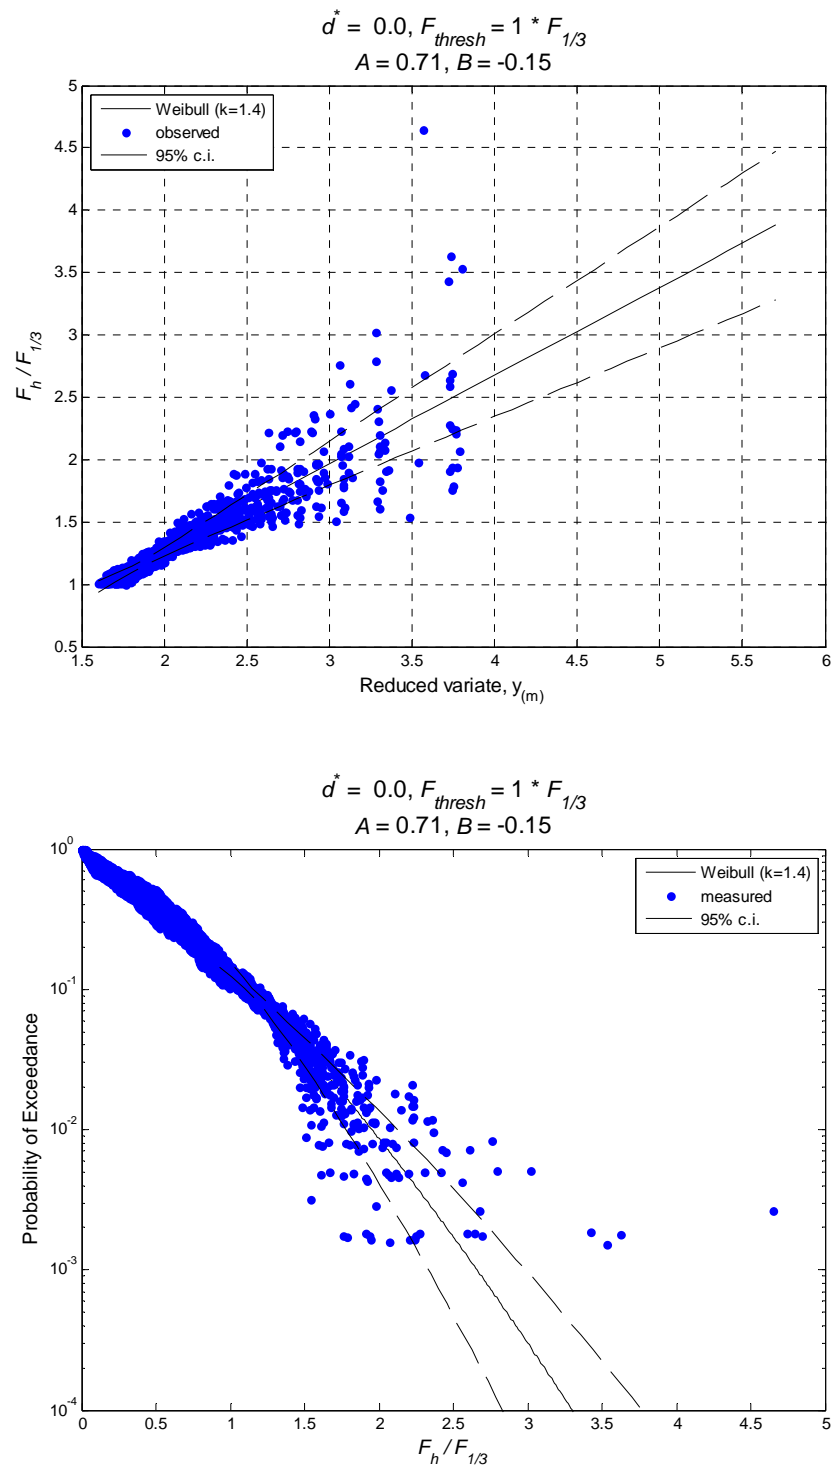 d* = 0.0, F_thresh = 1 * F_1/3
A = 0.71, B = -0.15
5
Weibull (k=1.4)
observed
95% c.i.
4.5
4
3.5
3
2.5
2
1.5
1
0.5
F_h / F_1/3
1.5 2 2.5 3 3.5 4 4.5 5 5.5 6
Reduced variate, y_(m)
d* = 0.0, F_thresh = 1 * F_1/3
A = 0.71, B = -0.15
10^0
Weibull (k=1.4)
measured
95% c.i.
10^-1
10^-2
10^-3
10^-4
Probability of Exceedance
0 0.5 1 1.5 2 2.5 3 3.5 4 4.5 5
F_h / F_1/3